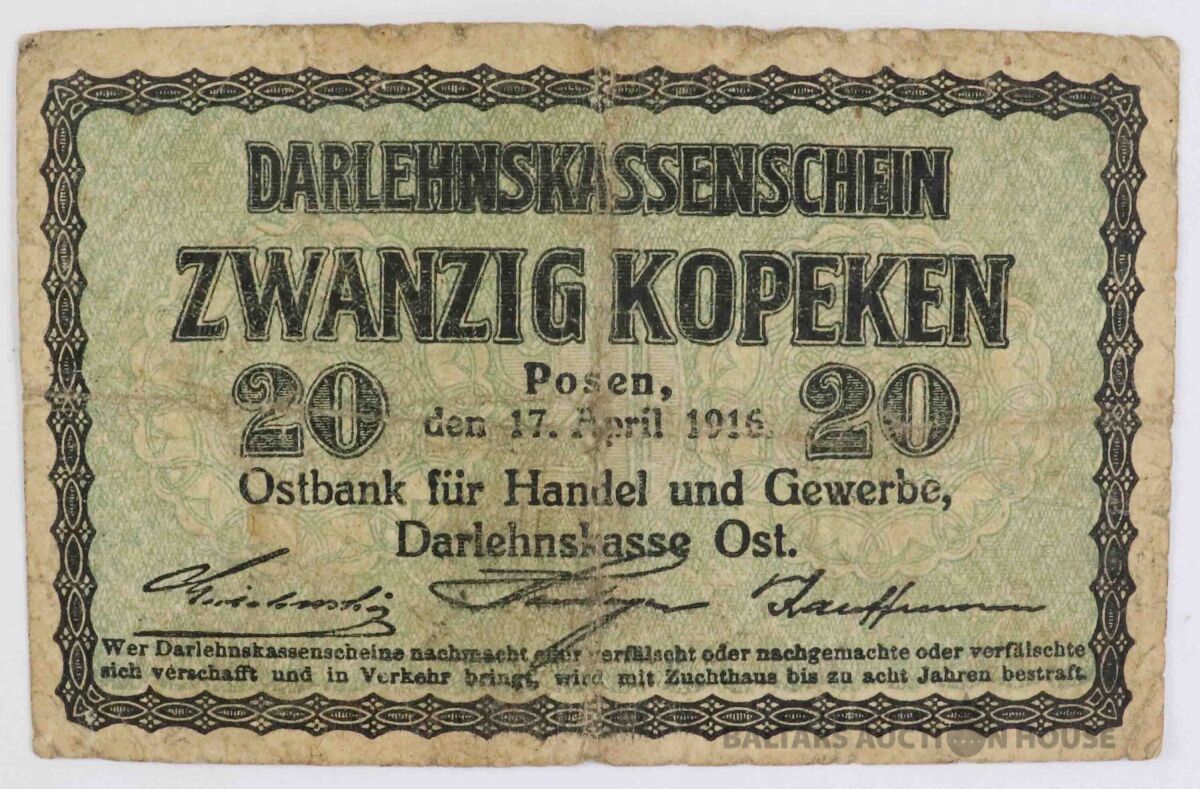 DARLEHNSKASSENSCHEIN
ZWANZIG KOPEKEN
20 20
Posen,
den 17. April 1916.
Ostbank für Handel und Gewerbe,
Darlehnskasse Ost.
Kauffmann
Wer Darlehnskassenscheine nachmacht oder verfälscht oder nachgemachte oder verfälschte
sich verschafft und in Verkehr bringt, wird mit Zuchthaus bis zu acht Jahren bestraft.
BALTARS AUCTION HOUSE